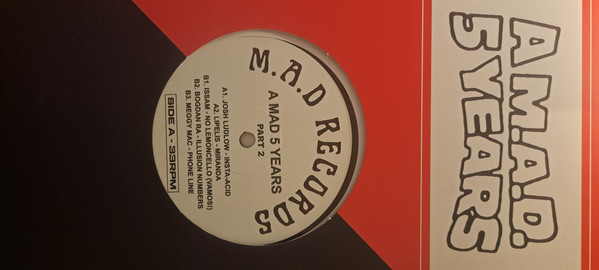 M.A.D RECORDS
A MAD 5 YEARS
PART 2
A1. JOSH LUDLOW - INSTA-ACID
A2. LIPELIS - MIRANDA
B1. ISSAM - NO LEMONCELLO (VAMOS!)
B2. BOGDAN RA - ILLUSION NUMBERS
B3. MEGGY MAC - PHONE LINE
SIDE A - 33RPM
A M.A.D.
5 YEARS